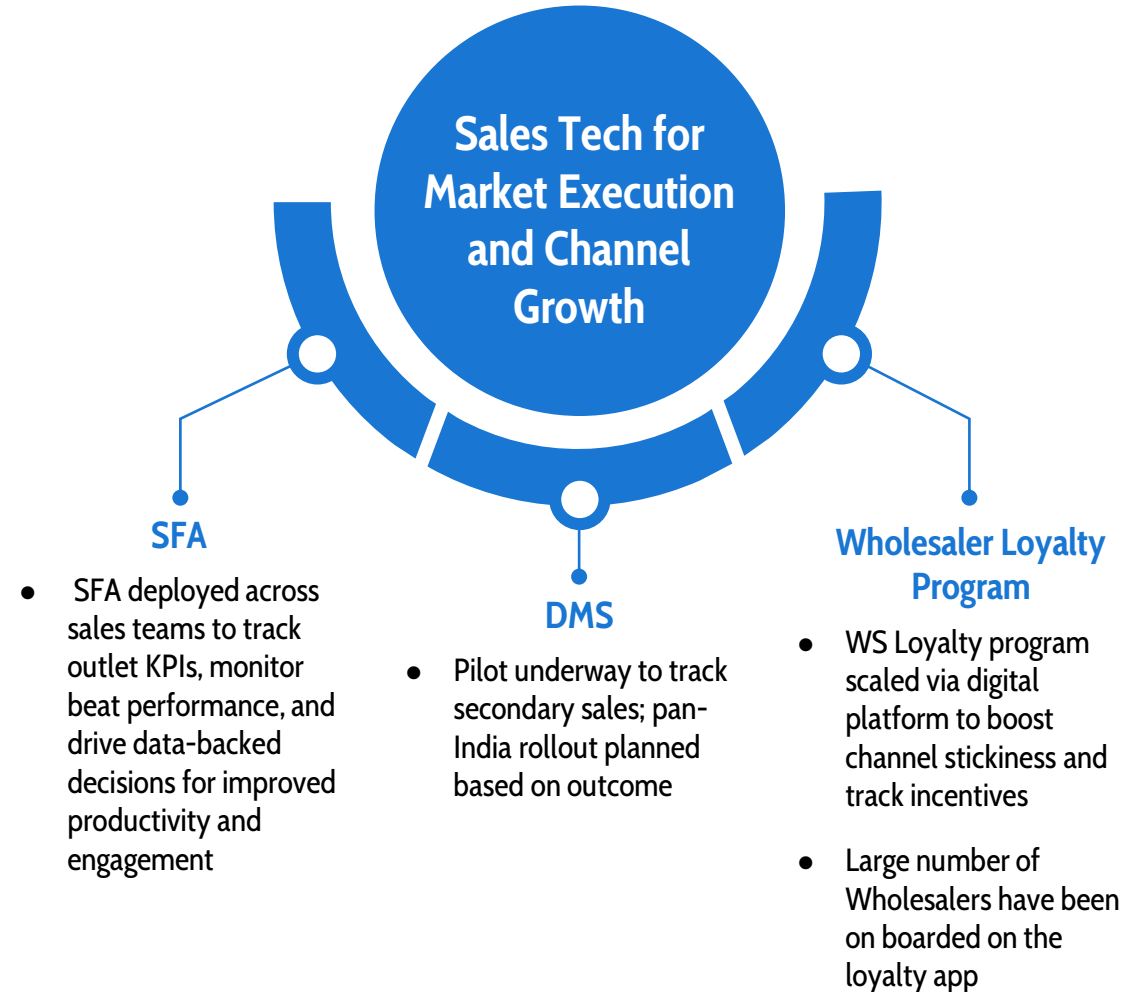 Sales Tech for
Market Execution
and Channel
Growth
SFA
● SFA deployed across
sales teams to track
outlet KPIs, monitor
beat performance, and
drive data-backed
decisions for improved
productivity and
engagement
DMS
● Pilot underway to track
secondary sales; pan-
India rollout planned
based on outcome
Wholesaler Loyalty
Program
● WS Loyalty program
scaled via digital
platform to boost
channel stickiness and
track incentives
● Large number of
Wholesalers have been
on boarded on the
loyalty app